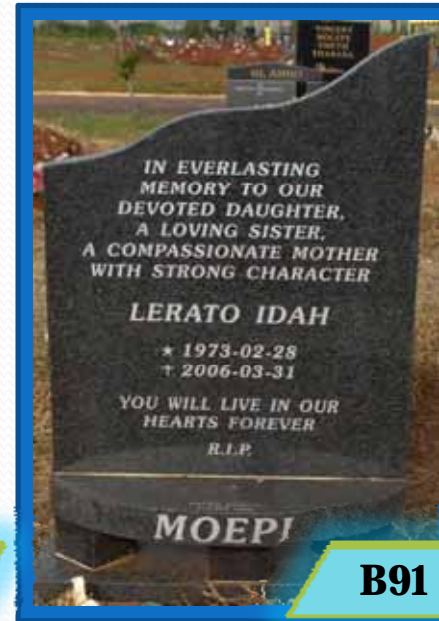 VINCENT
IN EVERLASTING
MEMORY TO OUR
DEVOTED DAUGHTER,
A LOVING SISTER,
A COMPASSIONATE MOTHER
WITH STRONG CHARACTER
LERATO IDAH
★ 1973-02-28
† 2006-03-31
YOU WILL LIVE IN OUR
HEARTS FOREVER
R.I.P.
MOEPI
B91